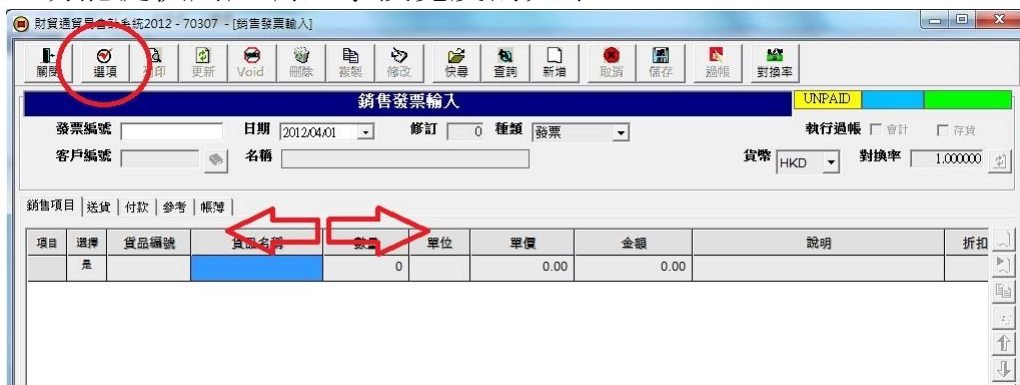 財貿通貿易會計系統2012 - 70307 - [銷售發票輸入]
關閉 選項 列印 更新 Void 刪除 複製 修改 快尋 查詢 新增 取消 儲存 過帳 對換率
銷售發票輸入 UNPAID
發票編號 日期 2012/04/01 修訂 0 種類 發票 執行過帳 會計 存貨
客戶編號 名稱 貨幣 HKD 對換率 1.000000
銷售項目 送貨 付款 參考 帳簿
項目 選擇 貨品編號 貨品名稱 數量 單位 單價 金額 說明 折扣
是 0 0.00 0.00